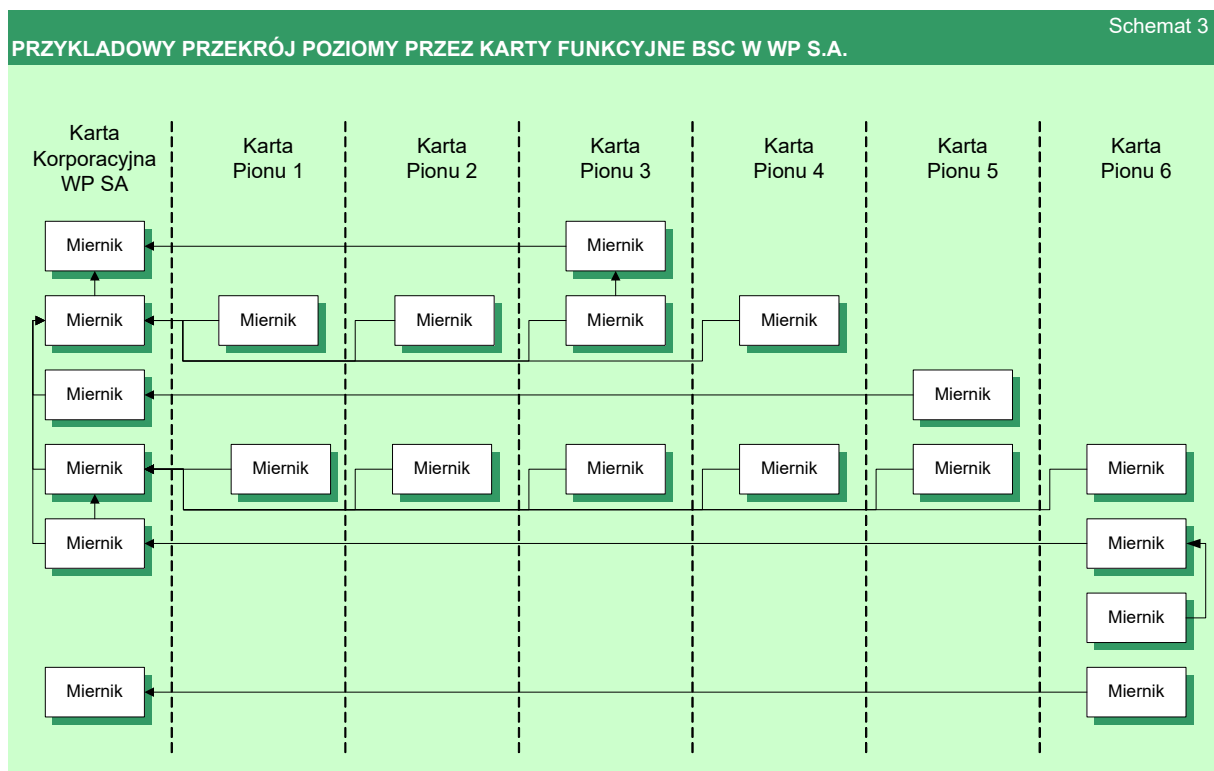 Schemat 3
PRZYKLADOWY PRZEKRÓJ POZIOMY PRZEZ KARTY FUNKCYJNE BSC W WP S.A.
Karta
Korporacyjna
WP SA
Karta
Pionu 1
Karta
Pionu 2
Karta
Pionu 3
Karta
Pionu 4
Karta
Pionu 5
Karta
Pionu 6
Miernik Miernik
Miernik Miernik Miernik Miernik Miernik
Miernik Miernik
Miernik Miernik Miernik Miernik Miernik Miernik Miernik
Miernik Miernik
Miernik
Miernik Miernik